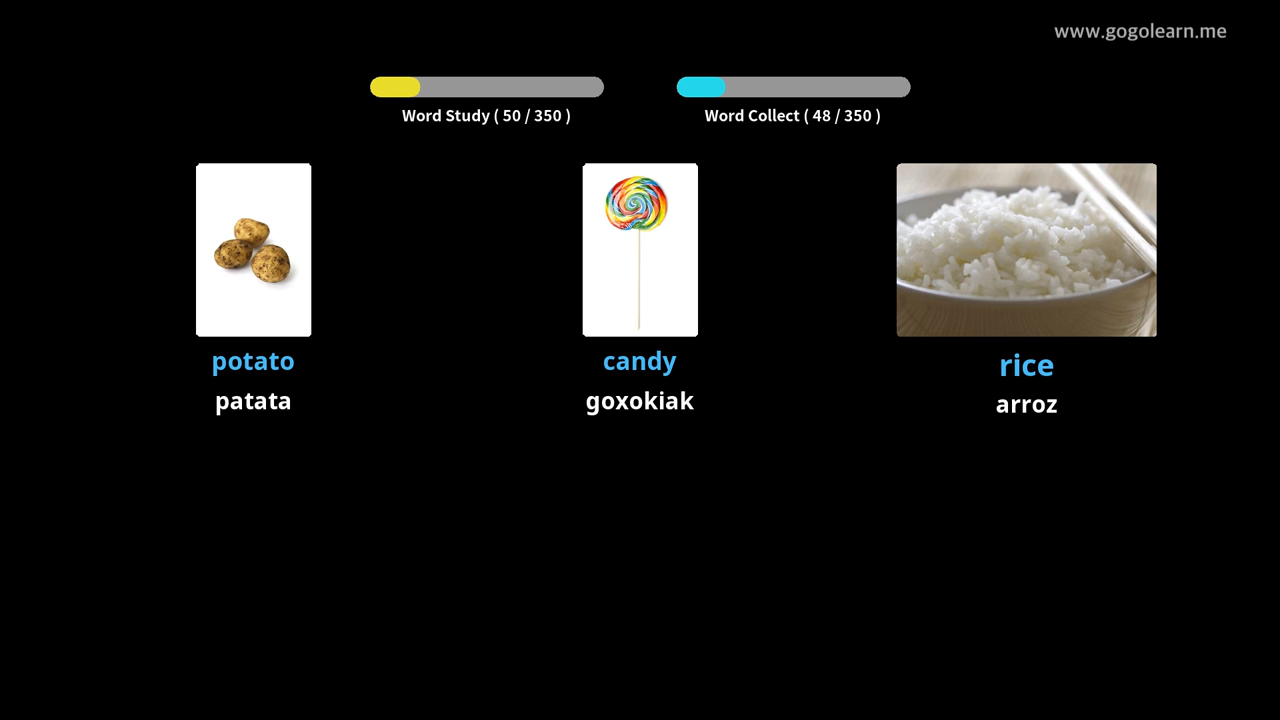 www.gogolearn.me
Word Study ( 50 / 350 )
Word Collect ( 48 / 350 )
potato
candy
rice
patata
goxokiak
arroz